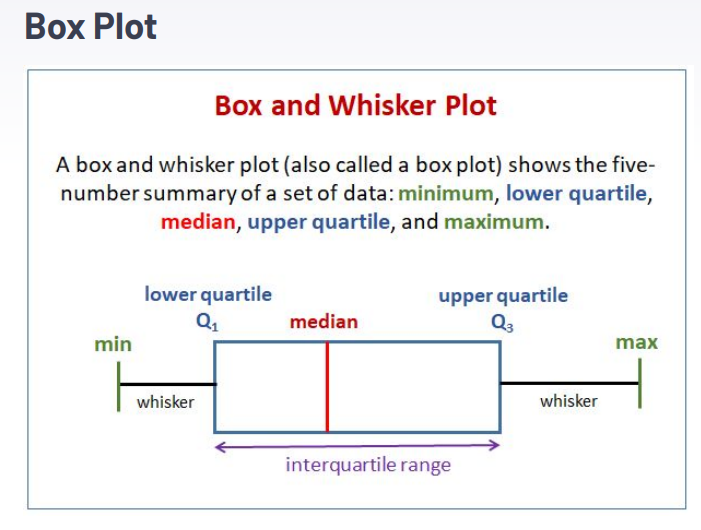 Box Plot
Box and Whisker Plot
A box and whisker plot (also called a box plot) shows the five-
number summary of a set of data: minimum, lower quartile,
median, upper quartile, and maximum.
lower quartile
Q₁
median
upper quartile
Q₃
min
max
whisker
whisker
interquartile range